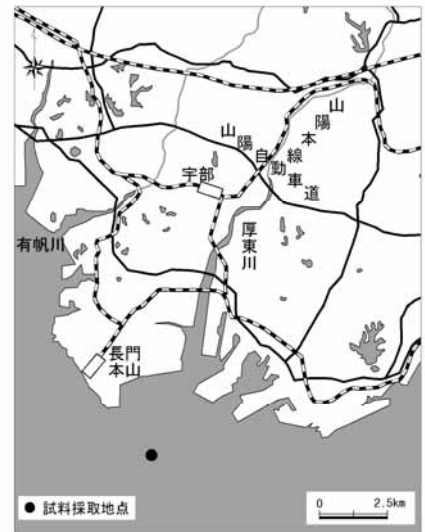 山陽本線
山陽自動車道
宇部
有帆川
厚東川
長門
本山
● 試料採取地点
0 2.5km